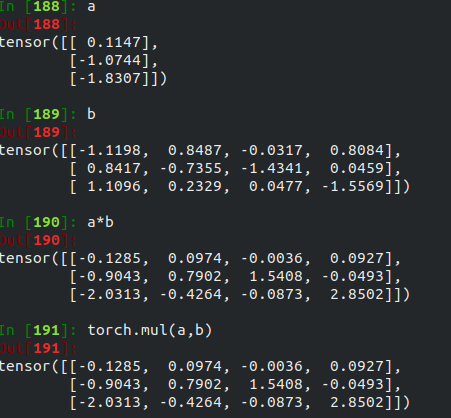 In [188]: a
Out[188]:
tensor([[ 0.1147],
        [-1.0744],
        [-1.8307]])
In [189]: b
Out[189]:
tensor([[-1.1198,  0.8487, -0.0317,  0.8084],
        [ 0.8417, -0.7355, -1.4341,  0.0459],
        [ 1.1096,  0.2329,  0.0477, -1.5569]])
In [190]: a*b
Out[190]:
tensor([[-0.1285,  0.0974, -0.0036,  0.0927],
        [-0.9043,  0.7902,  1.5408, -0.0493],
        [-2.0313, -0.4264, -0.0873,  2.8502]])
In [191]: torch.mul(a,b)
Out[191]:
tensor([[-0.1285,  0.0974, -0.0036,  0.0927],
        [-0.9043,  0.7902,  1.5408, -0.0493],
        [-2.0313, -0.4264, -0.0873,  2.8502]])